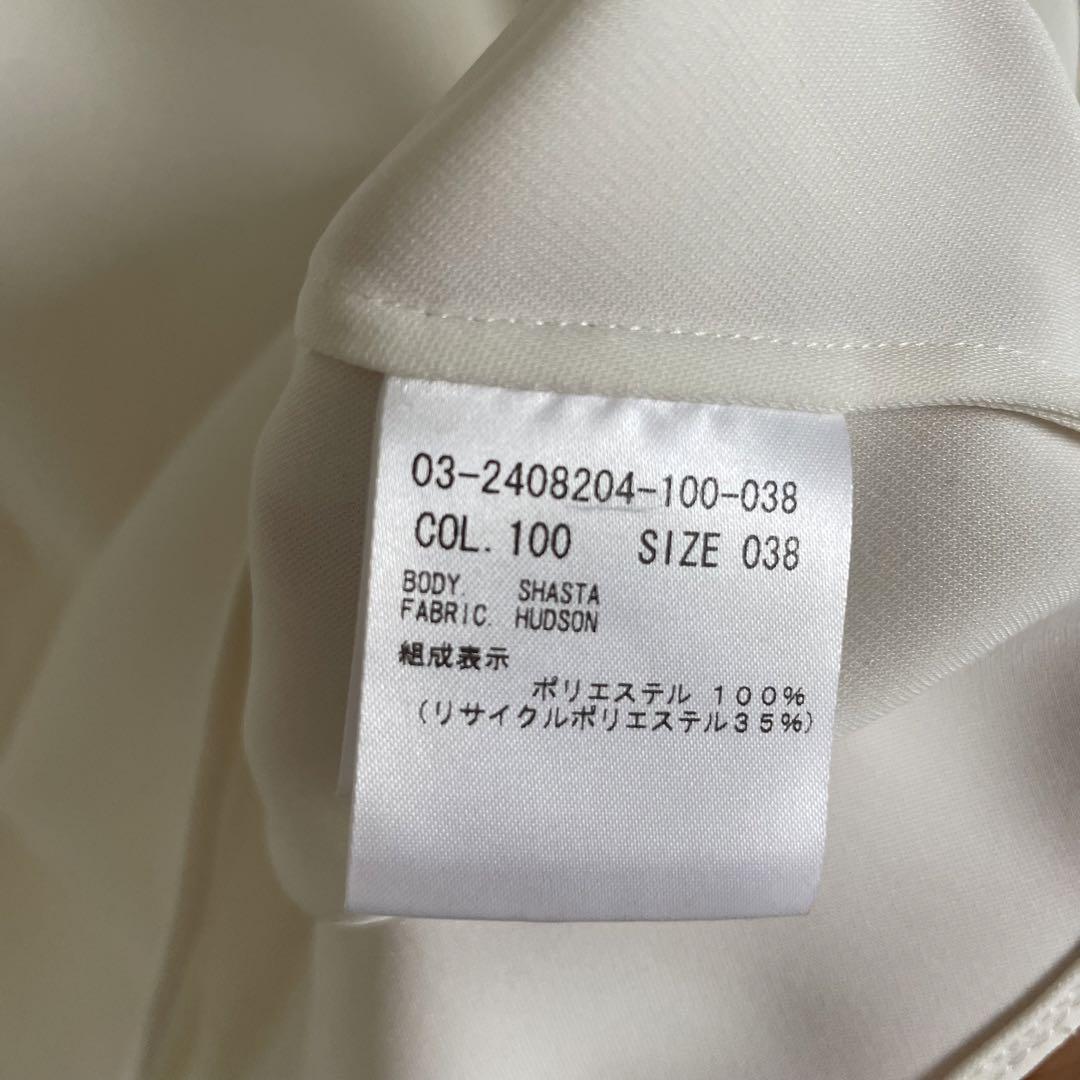 03-2408204-100-038
COL. 100 SIZE 038
BODY. SHASTA
FABRIC. HUDSON
組成表示
ポリエステル 100%
(リサイクルポリエステル35%)